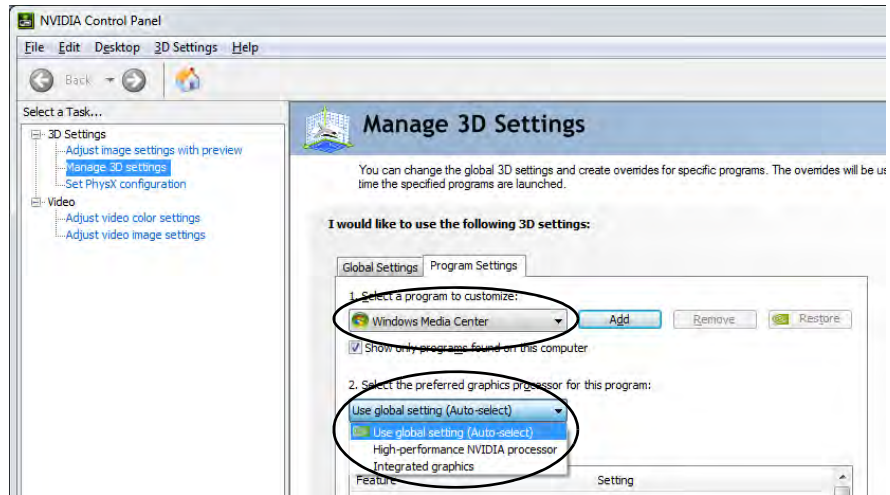 NVIDIA Control Panel
File Edit Desktop 3D Settings Help
Back
Select a Task...
3D Settings
Adjust image settings with preview
Manage 3D settings
Set PhysX configuration
Video
Adjust video color settings
Adjust video image settings
Manage 3D Settings
You can change the global 3D settings and create overrides for specific programs. The overrides will be us
time the specified programs are launched.
I would like to use the following 3D settings:
Global Settings Program Settings
1. Select a program to customize:
Windows Media Center Add Remove Restore
Show only programs found on this computer
2. Select the preferred graphics processor for this program:
Use global setting (Auto-select)
Use global setting (Auto-select)
High-performance NVIDIA processor
Integrated graphics
Feature Setting